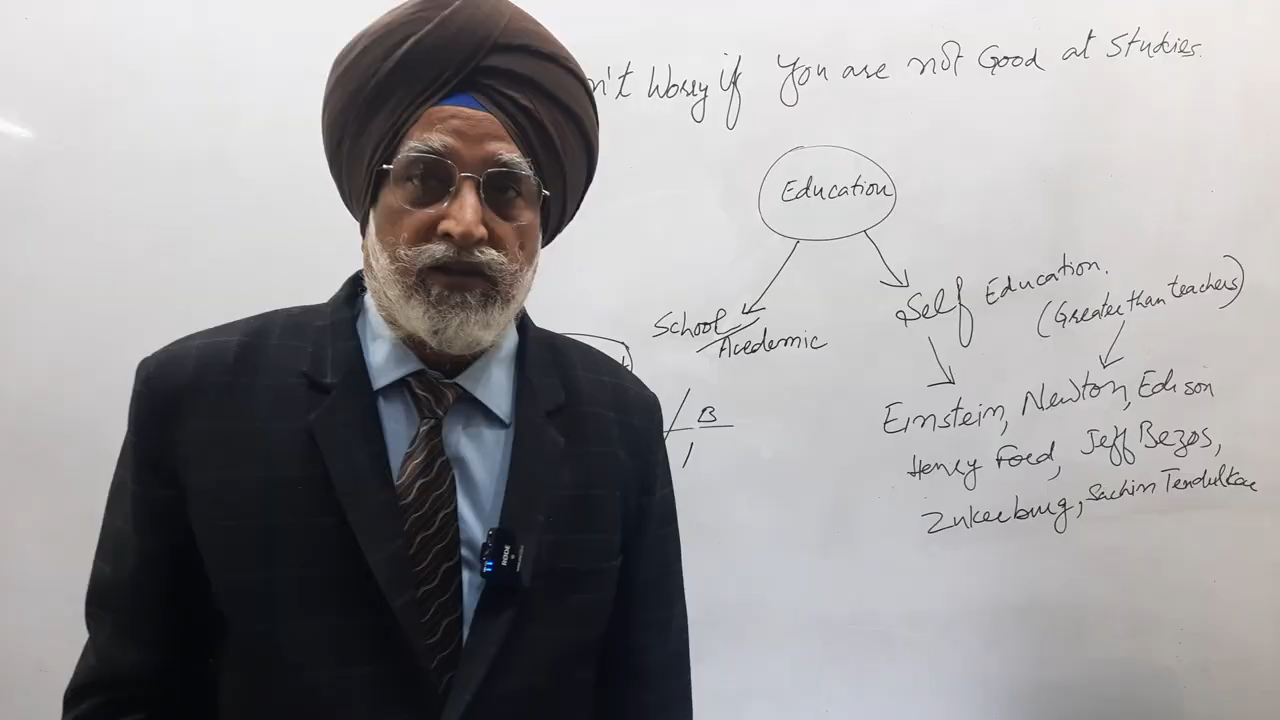 n't Worry if You are not Good at Studies.
Education
School
Acedemic
Self Education.
(Greater than teachers)
Einstein, Newton, Edison
Henry Ford, Jeff Bezos,
Zukerburg, Sachin Tendulkar
B
RODE